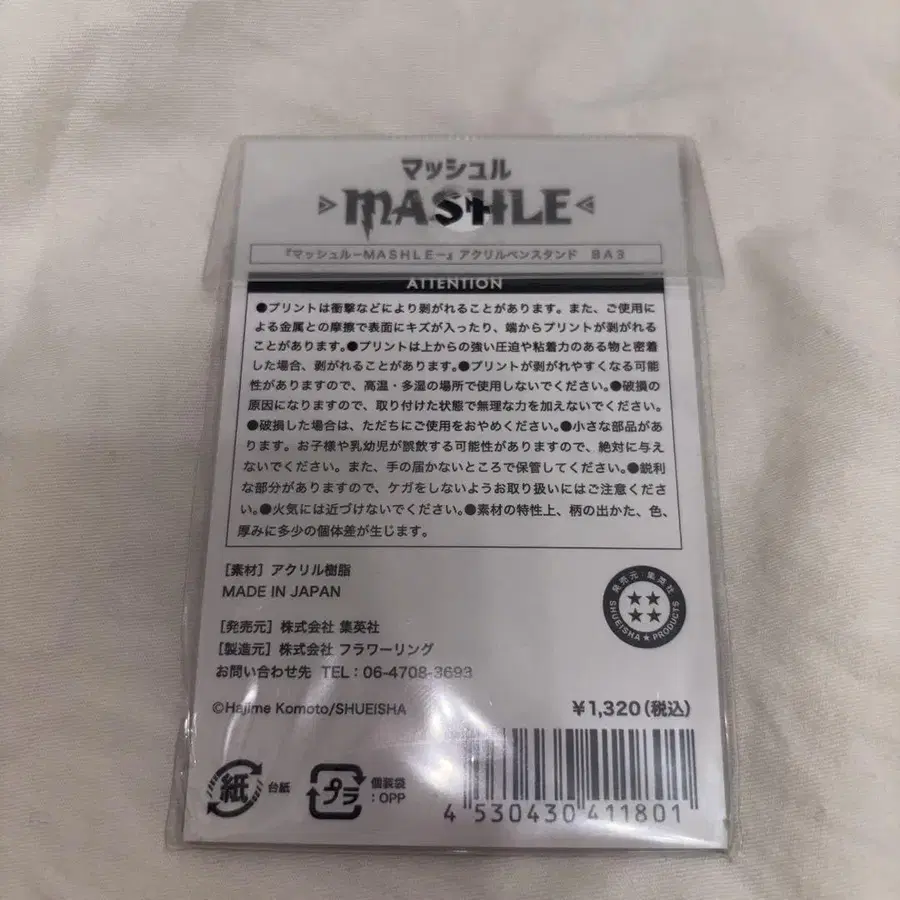 マッシュル
MASHLE
『マッシュル－MASHLE－』アクリルペンスタンド BA3
ATTENTION
●プリントは衝撃などにより剥がれることがあります。また、ご使用に
よる金属との摩擦で表面にキズが入ったり、端からプリントが剥がれる
ことがあります。●プリントは上からの強い圧迫や粘着力のある物と密着
した場合、剥がれることがあります。●プリントが剥がれやすくなる可能
性がありますので、高温・多湿の場所で使用しないでください。●破損の
原因になりますので、取り付けた状態で無理な力を加えないでください。
●破損した場合は、ただちにご使用をおやめください。●小さな部品があ
ります。お子様や乳幼児が誤飲する可能性がありますので、絶対に与え
ないでください。また、手の届かないところで保管してください。●鋭利
な部分がありますので、ケガをしないようお取り扱いにはご注意くださ
い。●火気には近づけないでください。●素材の特性上、柄の出かた、色、
厚みに多少の個体差が生じます。
［素材］アクリル樹脂
MADE IN JAPAN
［発売元］株式会社 集英社
［製造元］株式会社 フラワーリング
お問い合わせ先 TEL：06-4708-3693
発売元：集英社
SHUEISHA★PRODUCTS
©Hajime Komoto/SHUEISHA
￥1,320（税込）
紙 台紙
プラ 個装袋
：OPP
4 530430 411801